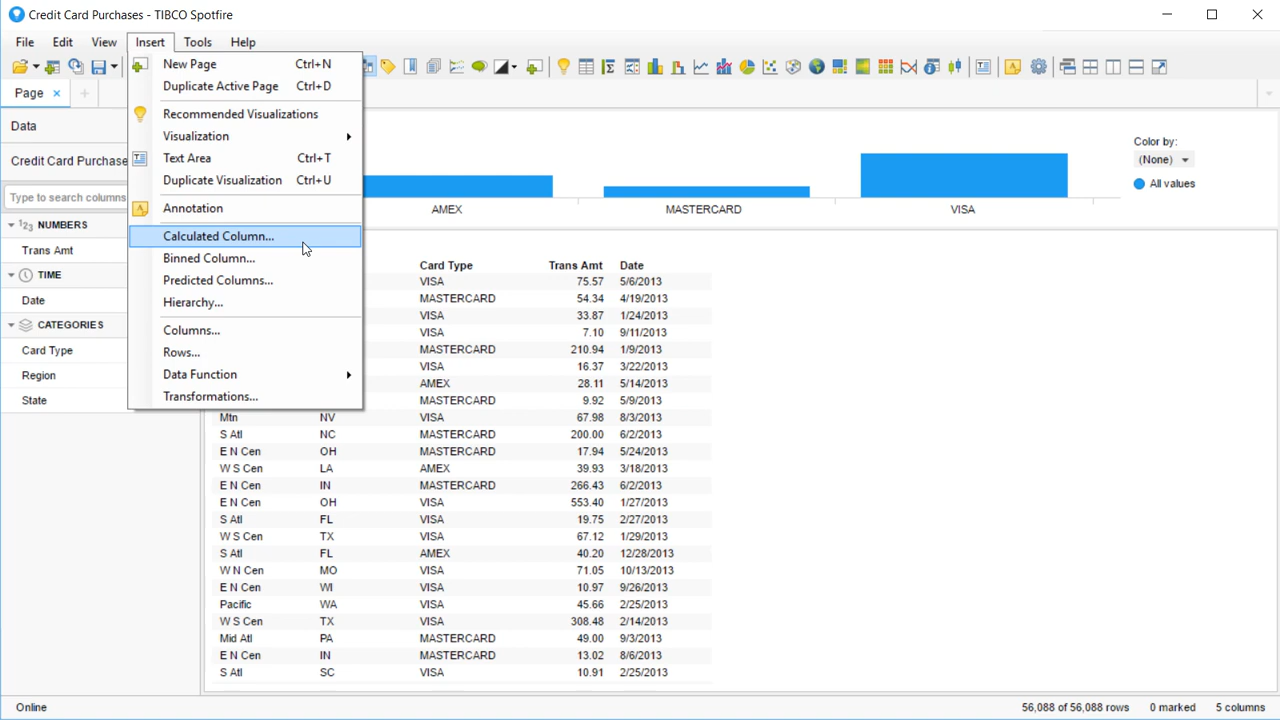 Credit Card Purchases - TIBCO Spotfire
File Edit View Insert Tools Help
Page
New Page Ctrl+N
Duplicate Active Page Ctrl+D
Recommended Visualizations
Visualization
Text Area Ctrl+T
Duplicate Visualization Ctrl+U
Annotation
Calculated Column...
Binned Column...
Predicted Columns...
Hierarchy...
Columns...
Rows...
Data Function
Transformations...
Data
Credit Card Purchase
Type to search columns
NUMBERS
Trans Amt
TIME
Date
CATEGORIES
Card Type
Region
State
AMEX MASTERCARD VISA
Color by:
(None)
All values
Card Type Trans Amt Date
VISA 75.57 5/6/2013
MASTERCARD 54.34 4/19/2013
VISA 33.87 1/24/2013
VISA 7.10 9/11/2013
MASTERCARD 210.94 1/9/2013
VISA 16.37 3/22/2013
AMEX 28.11 5/14/2013
MASTERCARD 9.92 5/9/2013
Mtn NV VISA 67.98 8/3/2013
S Atl NC MASTERCARD 200.00 6/2/2013
E N Cen OH MASTERCARD 17.94 5/24/2013
W S Cen LA AMEX 39.93 3/18/2013
E N Cen IN MASTERCARD 266.43 6/2/2013
E N Cen OH VISA 553.40 1/27/2013
S Atl FL VISA 19.75 2/27/2013
W S Cen TX VISA 67.12 1/29/2013
S Atl FL AMEX 40.20 12/28/2013
W N Cen MO VISA 71.05 10/13/2013
E N Cen WI VISA 10.97 9/26/2013
Pacific WA VISA 45.66 2/25/2013
W S Cen TX VISA 308.48 2/14/2013
Mid Atl PA MASTERCARD 49.00 9/3/2013
E N Cen IN MASTERCARD 13.02 8/6/2013
S Atl SC VISA 10.91 2/25/2013
Online 56,088 of 56,088 rows 0 marked 5 columns